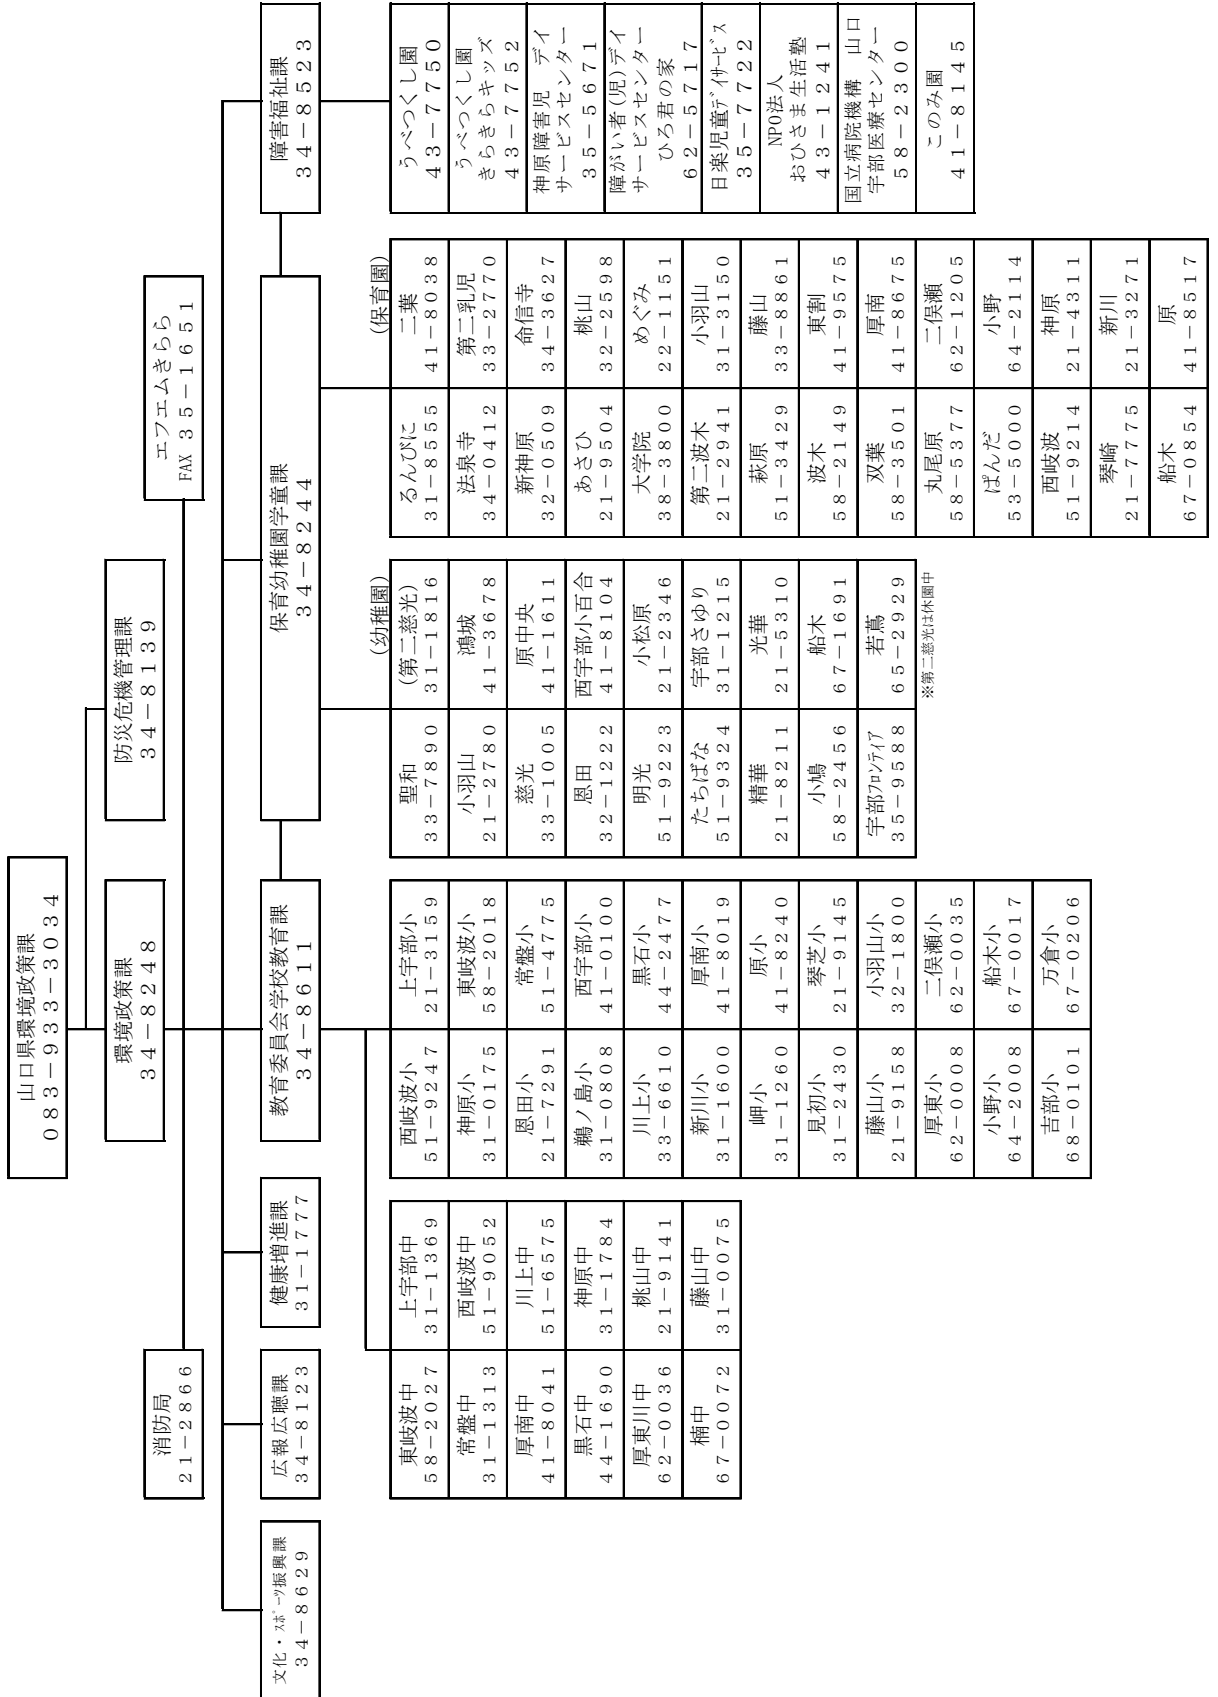 山口県環境政策課
０８３－９３３－３０３４
環境政策課
３４－８２４８
防災危機管理課
３４－８１３９
消防局
２１－２８６６
エフエムきらら
FAX ３５－１６５１
文化・ｽﾎﾟｰﾂ振興課
３４－８６２９
広報広聴課
３４－８１２３
健康増進課
３１－１７７７
教育委員会学校教育課
３４－８６１１
保育幼稚園学童課
３４－８２４４
障害福祉課
３４－８５２３
東岐波中
５８－２０２７
上宇部中
３１－１３６９
常盤中
３１－１３１３
西岐波中
５１－９０５２
厚南中
４１－８０４１
川上中
５１－６５７５
黒石中
４４－１６９０
神原中
３１－１７８４
厚東川中
６２－００３６
桃山中
２１－９１４１
楠中
６７－００７２
藤山中
３１－００７５
西岐波小
５１－９２４７
上宇部小
２１－３１５９
神原小
３１－０１７５
東岐波小
５８－２０１８
恩田小
２１－７２９１
常盤小
５１－４７７５
鵜ノ島小
３１－０８０８
西宇部小
４１－０１００
川上小
３３－６６１０
黒石小
４４－２４７７
新川小
３１－１６００
厚南小
４１－８０１９
岬小
３１－１２６０
原小
４１－８２４０
見初小
３１－２４３０
琴芝小
２１－９１４５
藤山小
２１－９１５８
小羽山小
３２－１８００
厚東小
６２－０００８
二俣瀬小
６２－００３５
小野小
６４－２００８
船木小
６７－００１７
吉部小
６８－０１０１
万倉小
６７－０２０６
(幼稚園)
聖和
３３－７８９０
(第二慈光)
３１－１８１６
小羽山
２１－２７８０
鴻城
４１－３６７８
慈光
３３－１００５
原中央
４１－１６１１
恩田
３２－１２２２
西宇部小百合
４１－８１０４
明光
５１－９２２３
小松原
２１－２３４６
たちばな
５１－９３２４
宇部さゆり
３１－１２１５
精華
２１－８２１１
光華
２１－５３１０
小鳩
５８－２４５６
船木
６７－１６９１
宇部ﾌﾛﾝﾃｨｱ
３５－９５８８
若蔦
６５－２９２９
※第二慈光は休園中
(保育園)
るんびに
３１－８５５５
二葉
４１－８０３８
法泉寺
３４－０４１２
第二乳児
３３－２７７０
新神原
３２－０５０９
命信寺
３４－３６２７
あさひ
２１－９５０４
桃山
３２－２５９８
大学院
３８－３８００
めぐみ
２２－１１５１
第二波木
２１－２９４１
小羽山
３１－３１５０
萩原
５１－３４２９
藤山
３３－８８６１
波木
５８－２１４９
東割
４１－９５７５
双葉
５８－３５０１
厚南
４１－８６７５
丸尾原
５８－５３７７
二俣瀬
６２－１２０５
ぱんだ
５３－５０００
小野
６４－２１１４
西岐波
５１－９２１４
神原
２１－４３１１
琴崎
２１－７７７５
新川
２１－３２７１
船木
６７－０８５４
原
４１－８５１７
うべつくし園
４３－７７５０
うべつくし園
きらきらキッズ
４３－７７５２
神原障害児　デイ
サービスセンター
３５－５６７１
障がい者(児)デイ
サービスセンター
ひろ君の家
６２－５７１７
日楽児童ﾃﾞｲｻｰﾋﾞｽ
３５－７７２２
NPO法人
おひさま生活塾
４３－１２４１
国立病院機構　山口
宇部医療センター
５８－２３００
このみ園
４１－８１４５